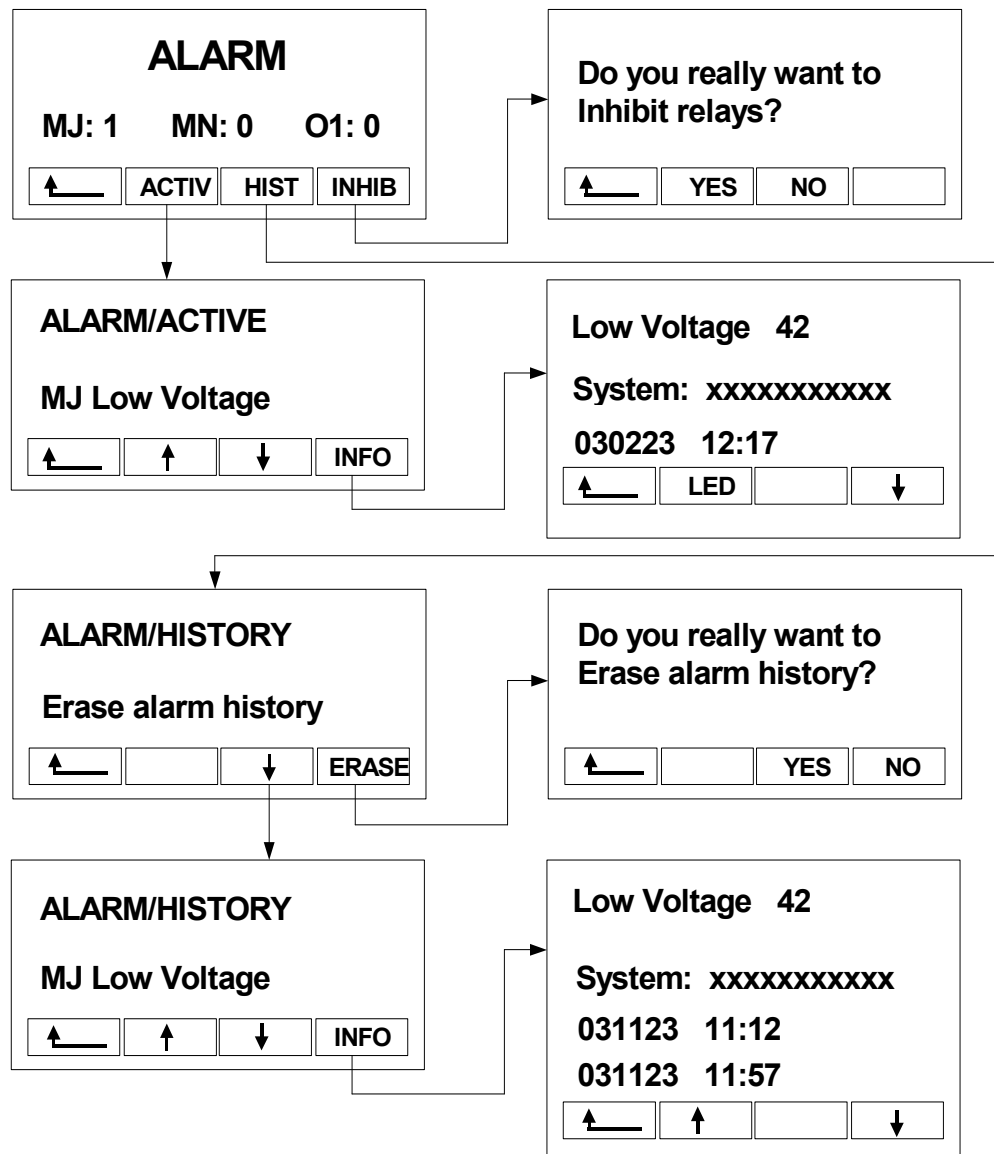 ALARM
MJ: 1 MN: 0 O1: 0
ACTIV HIST INHIB
Do you really want to
Inhibit relays?
YES NO
ALARM/ACTIVE
MJ Low Voltage
INFO
Low Voltage 42
System: xxxxxxxxxxx
030223 12:17
LED
ALARM/HISTORY
Erase alarm history
ERASE
Do you really want to
Erase alarm history?
YES NO
ALARM/HISTORY
MJ Low Voltage
INFO
Low Voltage 42
System: xxxxxxxxxxx
031123 11:12
031123 11:57